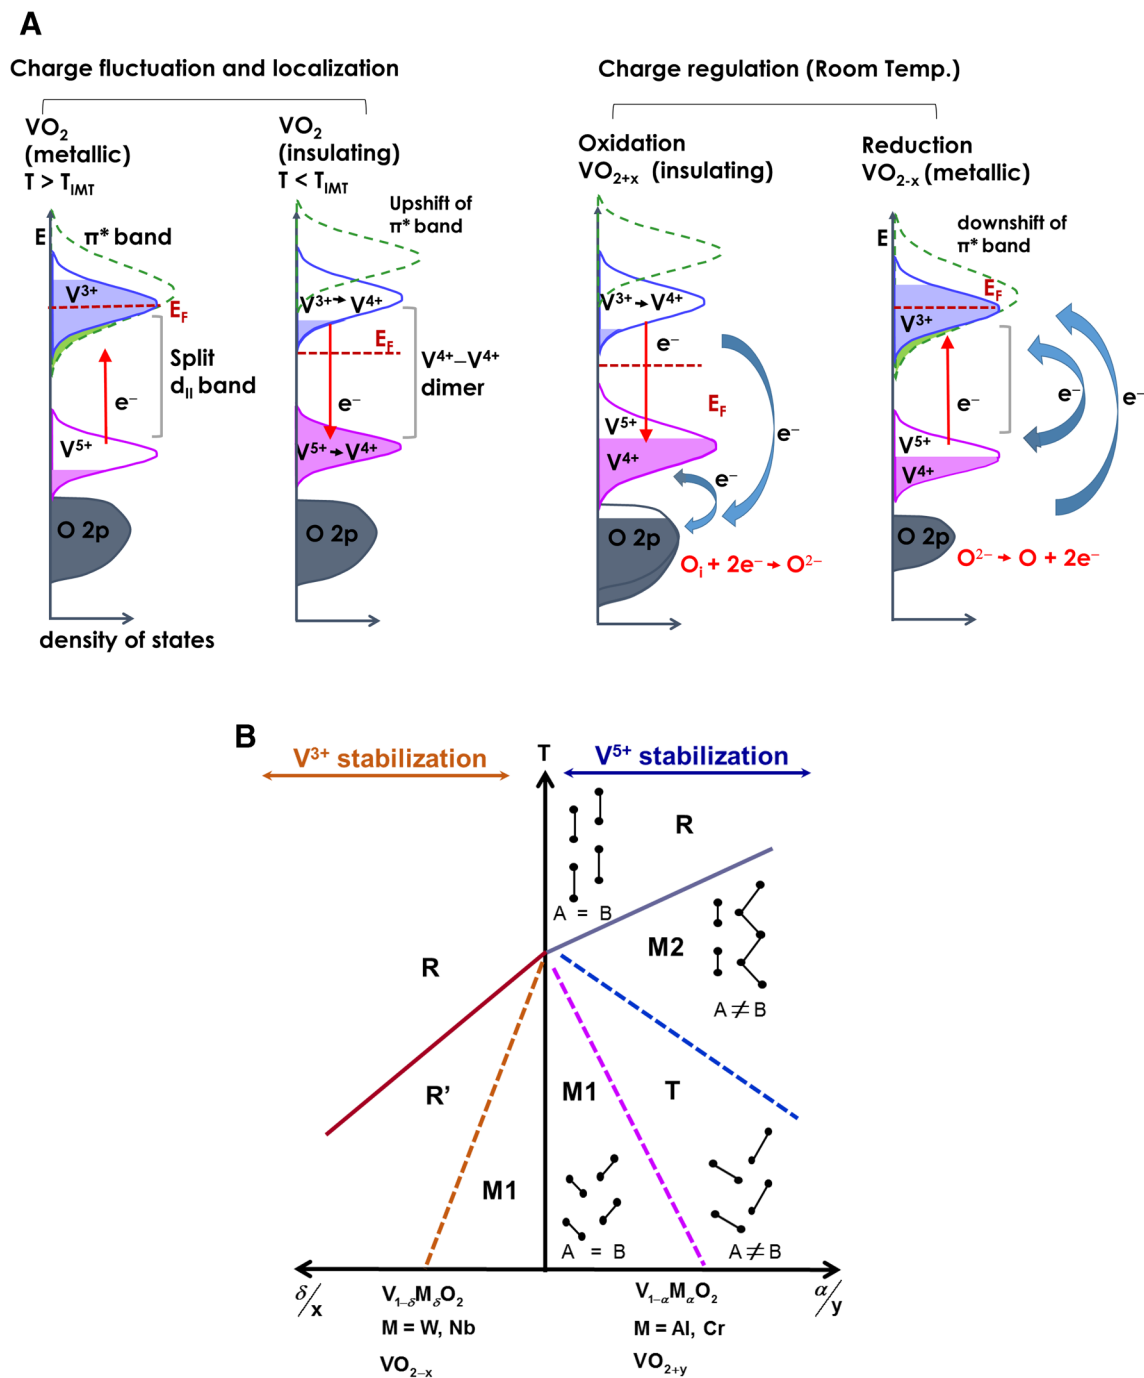 A
Charge fluctuation and localization
Charge regulation (Room Temp.)
VO2
(metallic)
T > TIMT
VO2
(insulating)
T < TIMT
Oxidation
VO2+x (insulating)
Reduction
VO2-x (metallic)
E
π* band
V3+
EF
Split
dII band
e−
V5+
O 2p
density of states
Upshift of
π* band
V3+ → V4+
EF
V4+–V4+
dimer
e−
V5+ → V4+
O 2p
V3+ → V4+
e−
EF
V5+
V4+
e−
e−
O 2p
Oi + 2e− → O2−
E
downshift of
π* band
EF
V3+
e−
e−
e−
V5+
V4+
O 2p
O2− → O + 2e−
B
V3+ stabilization
T
V5+ stabilization
R
A = B
M2
R
A ≠ B
R'
M1
T
M1
A = B
A ≠ B
δ/x
V1−δMδO2
M = W, Nb
VO2−x
V1−αMαO2
M = Al, Cr
VO2+y
α/y